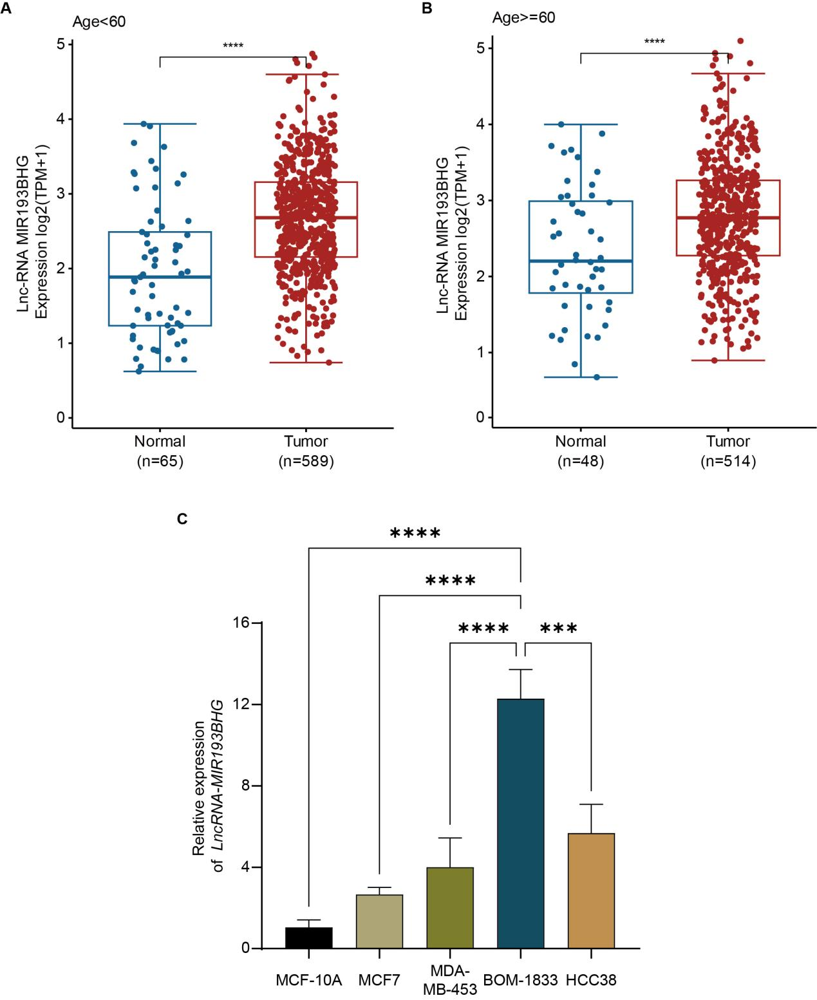 A
Age<60
****
5
4
3
2
1
0
Lnc-RNA MIR193BHG
Expression log2(TPM+1)
Normal
(n=65)
Tumor
(n=589)
B
Age>=60
****
5
4
3
2
1
0
Lnc-RNA MIR193BHG
Expression log2(TPM+1)
Normal
(n=48)
Tumor
(n=514)
C
****
****
****
***
16
12
8
4
0
Relative expression
of LncRNA-MIR193BHG
MCF-10A
MCF7
MDA-
MB-453
BOM-1833
HCC38